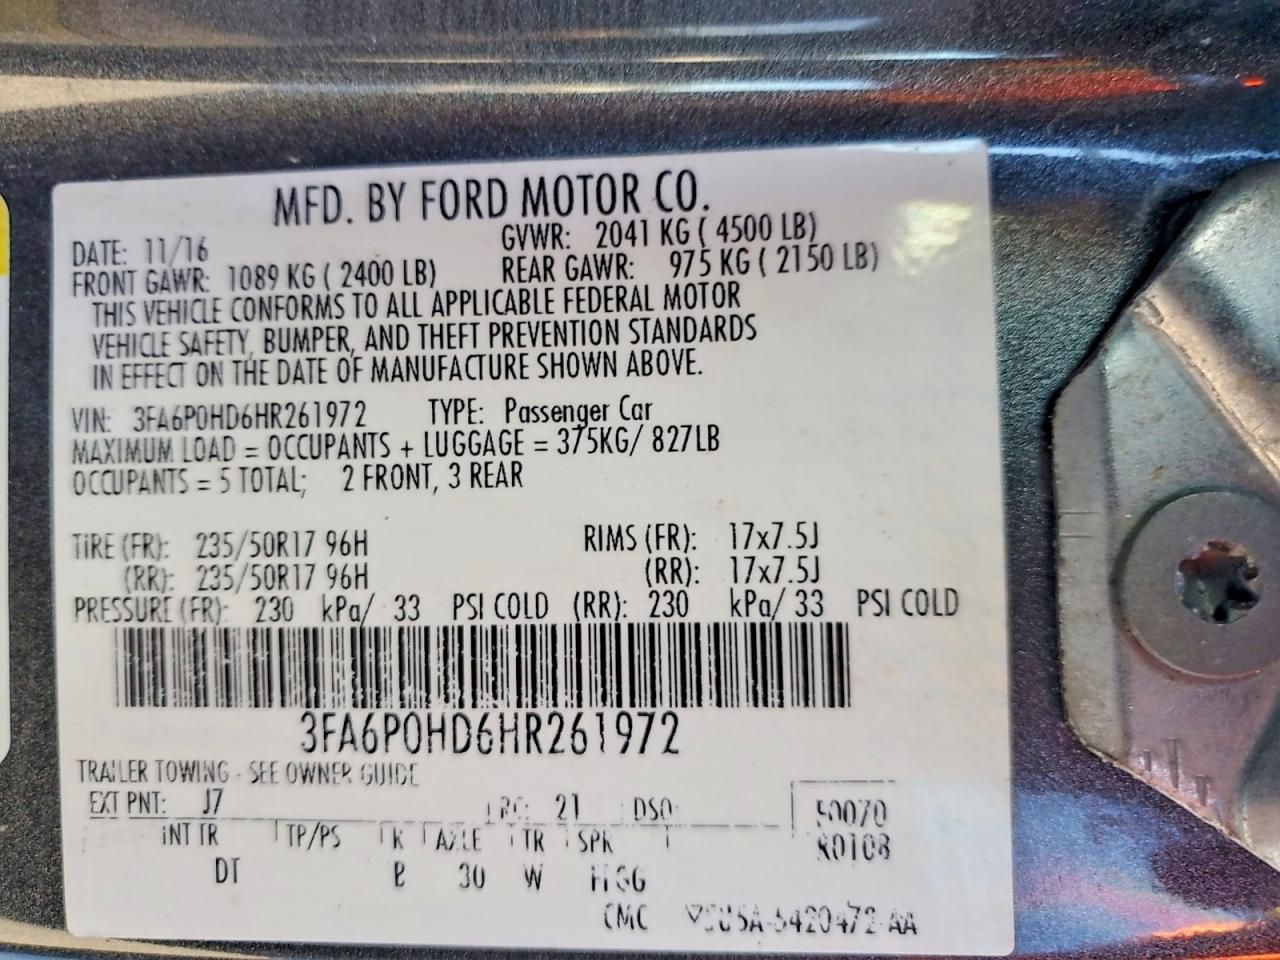 MFD. BY FORD MOTOR CO.
DATE: 11/16 GVWR: 2041 KG ( 4500 LB)
FRONT GAWR: 1089 KG ( 2400 LB) REAR GAWR: 975 KG ( 2150 LB)
THIS VEHICLE CONFORMS TO ALL APPLICABLE FEDERAL MOTOR
VEHICLE SAFETY, BUMPER, AND THEFT PREVENTION STANDARDS
IN EFFECT ON THE DATE OF MANUFACTURE SHOWN ABOVE.
VIN: 3FA6P0HD6HR261972 TYPE: Passenger Car
MAXIMUM LOAD = OCCUPANTS + LUGGAGE = 375KG/ 827LB
OCCUPANTS = 5 TOTAL; 2 FRONT, 3 REAR
TIRE (FR): 235/50R17 96H RIMS (FR): 17x7.5J
(RR): 235/50R17 96H (RR): 17x7.5J
PRESSURE (FR): 230 kPa/ 33 PSI COLD (RR): 230 kPa/ 33 PSI COLD
3FA6P0HD6HR261972
TRAILER TOWING - SEE OWNER GUIDE
EXT PNT: J7 RC: 21 DSO: 50070
INT TR TP/PS R AXLE TR SPR
DT 30 W
CMC